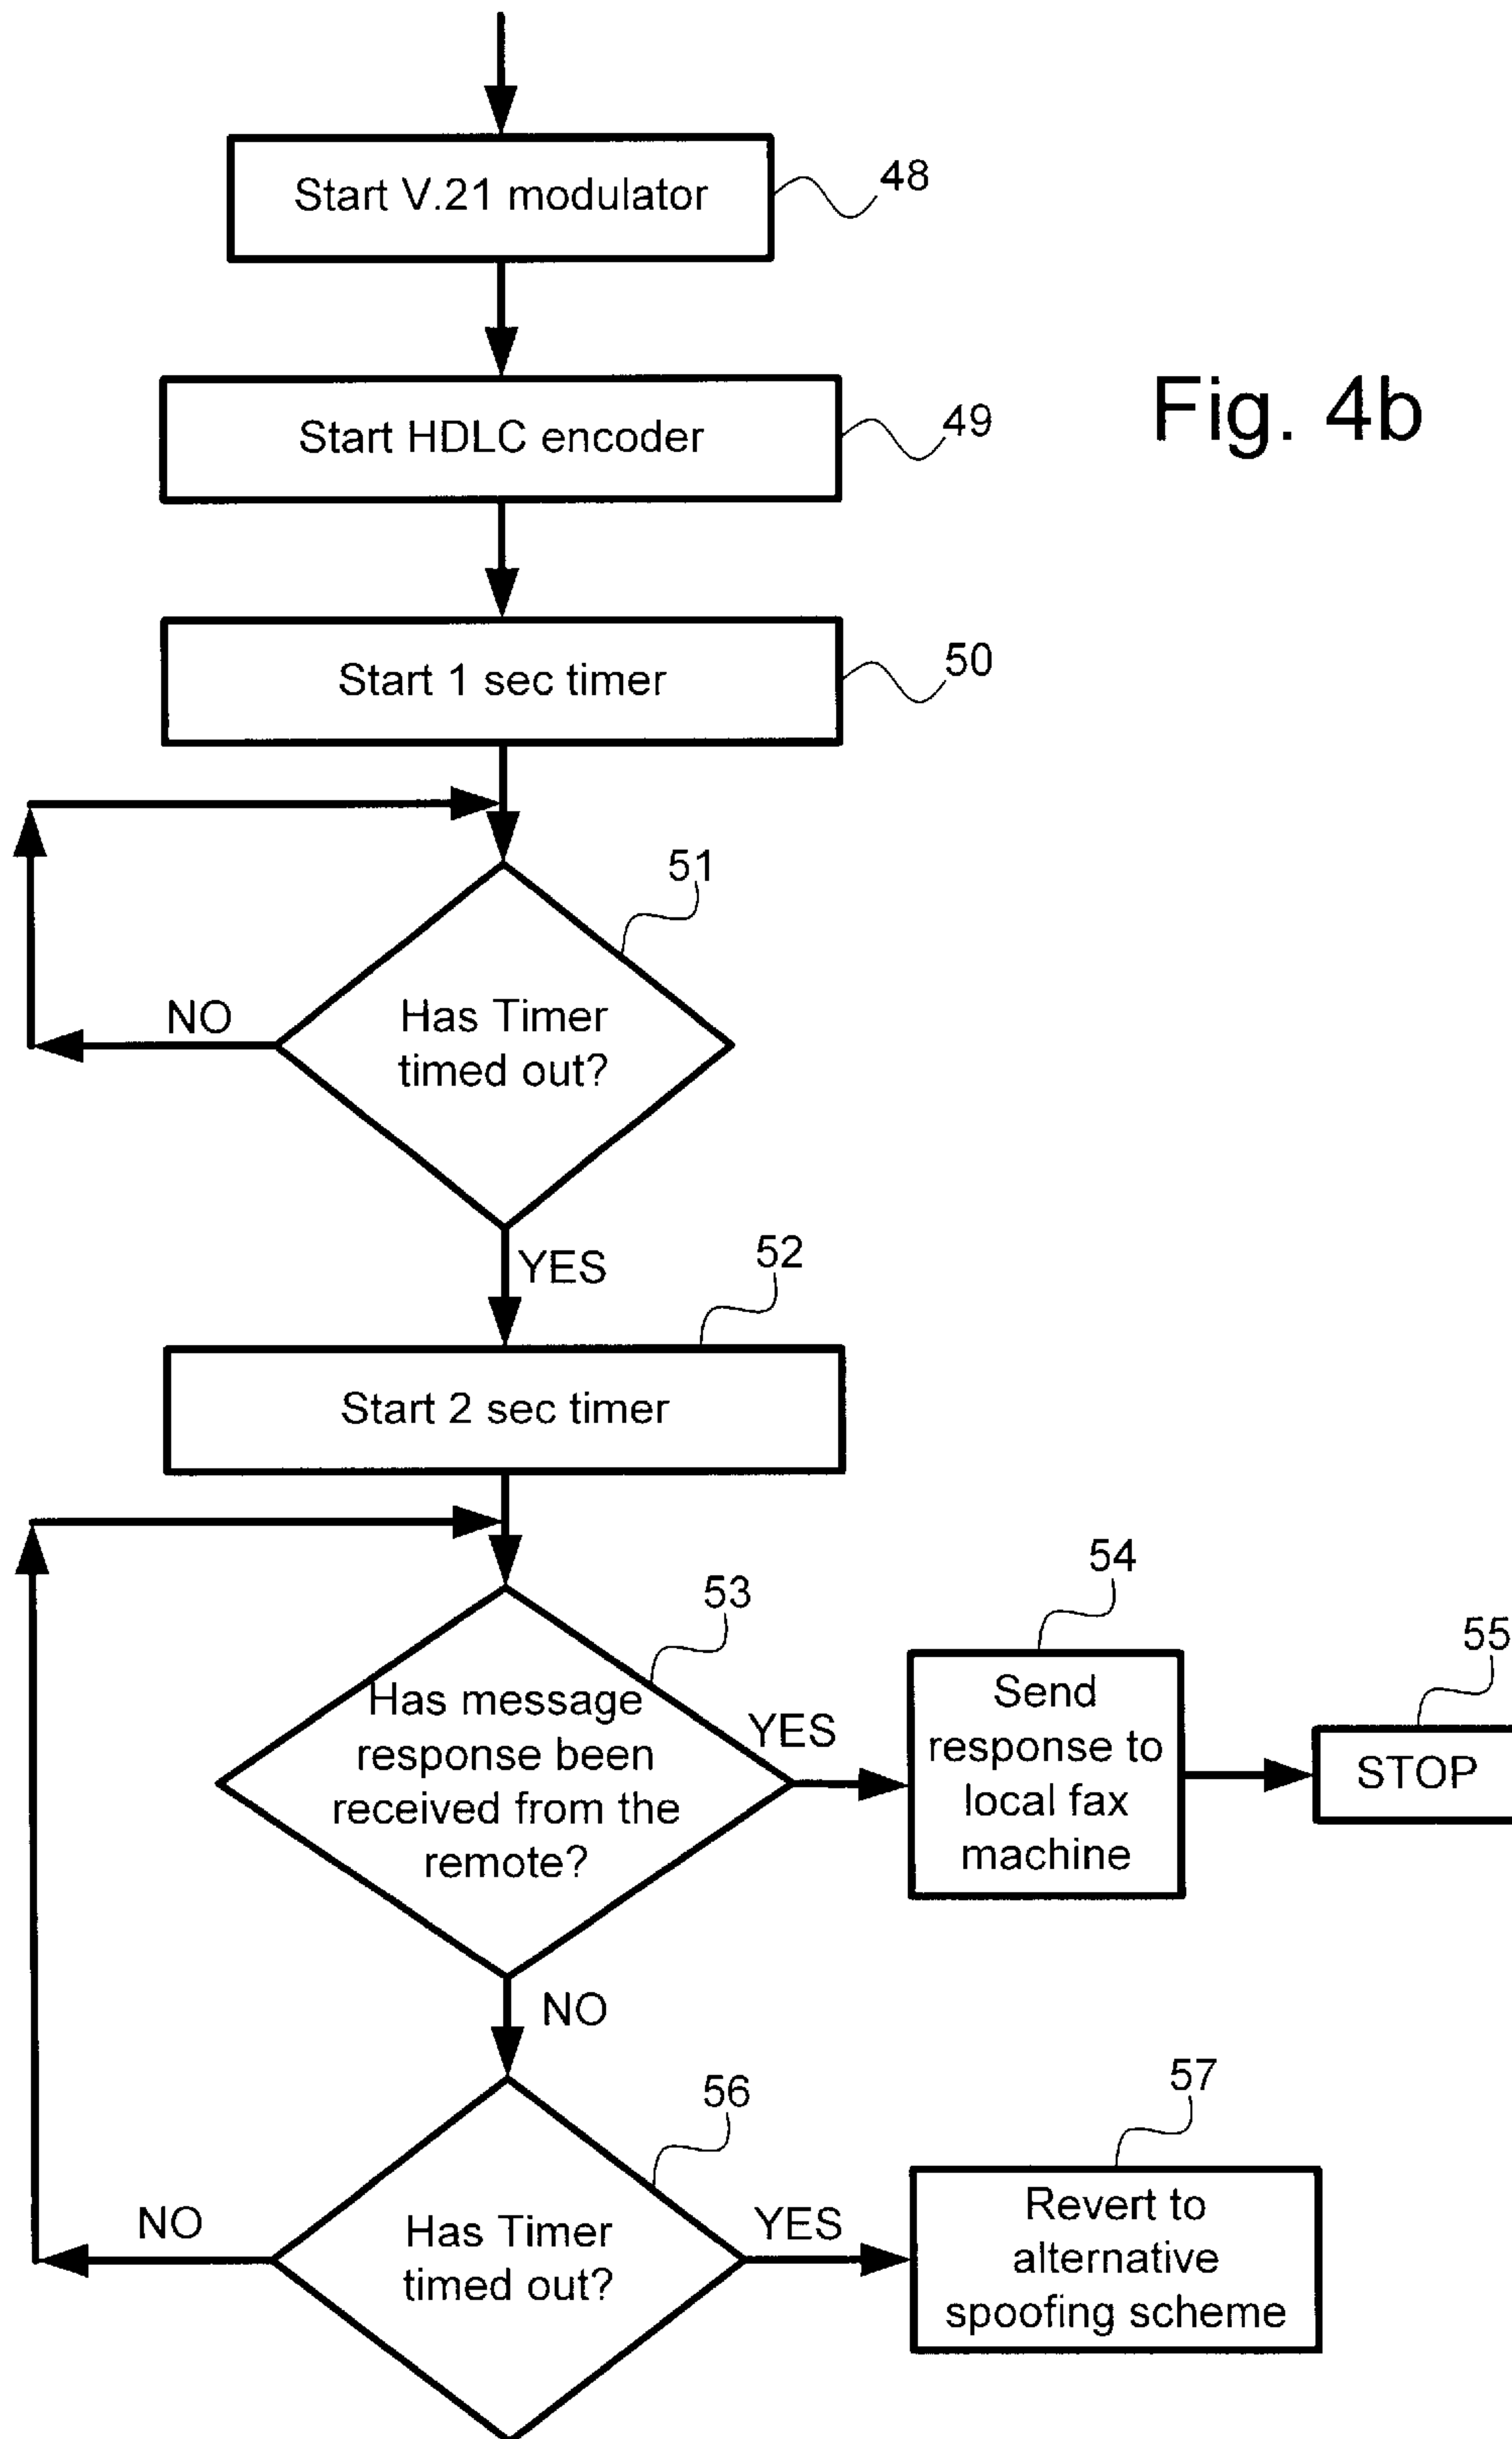 Start V.21 modulator
48
Fig. 4b
Start HDLC encoder
49
Start 1 sec timer
50
51
Has Timer
timed out?
NO
YES
52
Start 2 sec timer
53
Has message
response been
received from the
remote?
YES
54
Send
response to
local fax
machine
55
STOP
NO
56
Has Timer
timed out?
NO
YES
57
Revert to
alternative
spoofing scheme